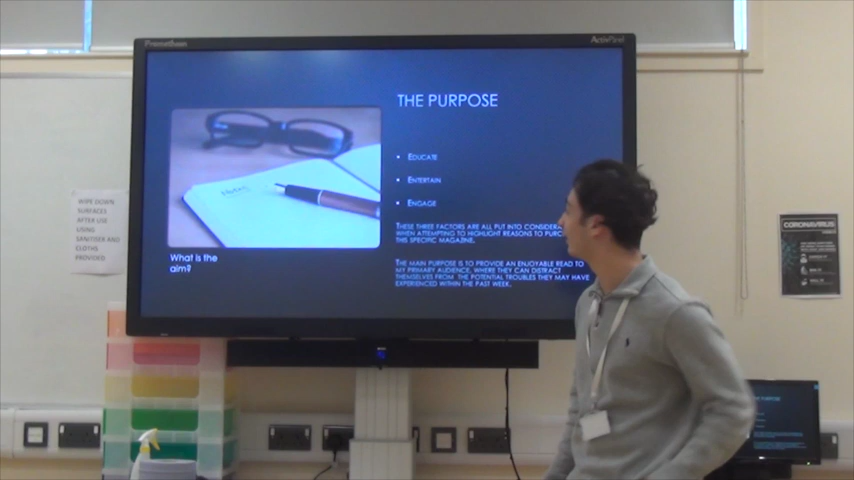 Promethean
ActivPanel
THE PURPOSE
• EDUCATE
• ENTERTAIN
• ENGAGE
THESE THREE FACTORS ARE ALL PUT INTO
WHEN ATTEMPTING TO HIGHLIGHT REASONS TO
THIS SPECIFIC MAGAZINE.
THE MAIN PURPOSE IS TO PROVIDE AN ENJOYABLE READ TO
MY PRIMARY AUDIENCE, WHERE THEY CAN DISTRACT
THEMSELVES FROM THE POTENTIAL TROUBLES THEY MAY HAVE
EXPERIENCED WITHIN THE PAST WEEK.
What is the
aim?
WIPE DOWN
SURFACES
AFTER USE
USING
SANITISER AND
CLOTHS
PROVIDED
CORONAVIRUS